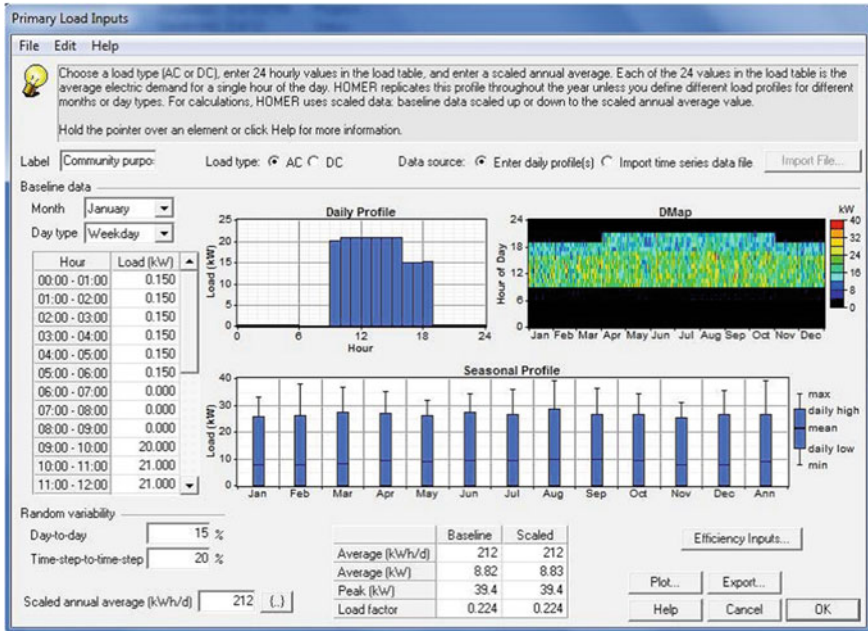 Primary Load Inputs
File Edit Help
Choose a load type (AC or DC), enter 24 hourly values in the load table, and enter a scaled annual average. Each of the 24 values in the load table is the
average electric demand for a single hour of the day. HOMER replicates this profile throughout the year unless you define different load profiles for different
months or day types. For calculations, HOMER uses scaled data: baseline data scaled up or down to the scaled annual average value.
Hold the pointer over an element or click Help for more information.
Label Community purpo: Load type: AC DC Data source: Enter daily profile(s) Import time series data file Import File...
Baseline data
Month January
Day type Weekday
Hour Load (kW)
00:00 - 01:00 0.150
01:00 - 02:00 0.150
02:00 - 03:00 0.150
03:00 - 04:00 0.150
04:00 - 05:00 0.150
05:00 - 06:00 0.150
06:00 - 07:00 0.000
07:00 - 08:00 0.000
08:00 - 09:00 0.000
09:00 - 10:00 20.000
10:00 - 11:00 21.000
11:00 - 12:00 21.000
Daily Profile
Load (kW)
25
20
15
10
5
0
0 6 12 18 24
Hour
DMap
Hour of Day
24
18
12
6
0
Jan Feb Mar Apr May Jun Jul Aug Sep Oct Nov Dec
kW
40
32
24
16
8
0
Seasonal Profile
Load (kW)
40
30
20
10
0
Jan Feb Mar Apr May Jun Jul Aug Sep Oct Nov Dec Ann
max
daily high
mean
daily low
min
Random variability
Day-to-day 15 %
Time-step-to-time-step 20 %
Scaled annual average (kWh/d) 212 {..}
Baseline Scaled
Average (kWh/d) 212 212
Average (kW) 8.82 8.83
Peak (kW) 39.4 39.4
Load factor 0.224 0.224
Efficiency Inputs...
Plot... Export...
Help Cancel OK